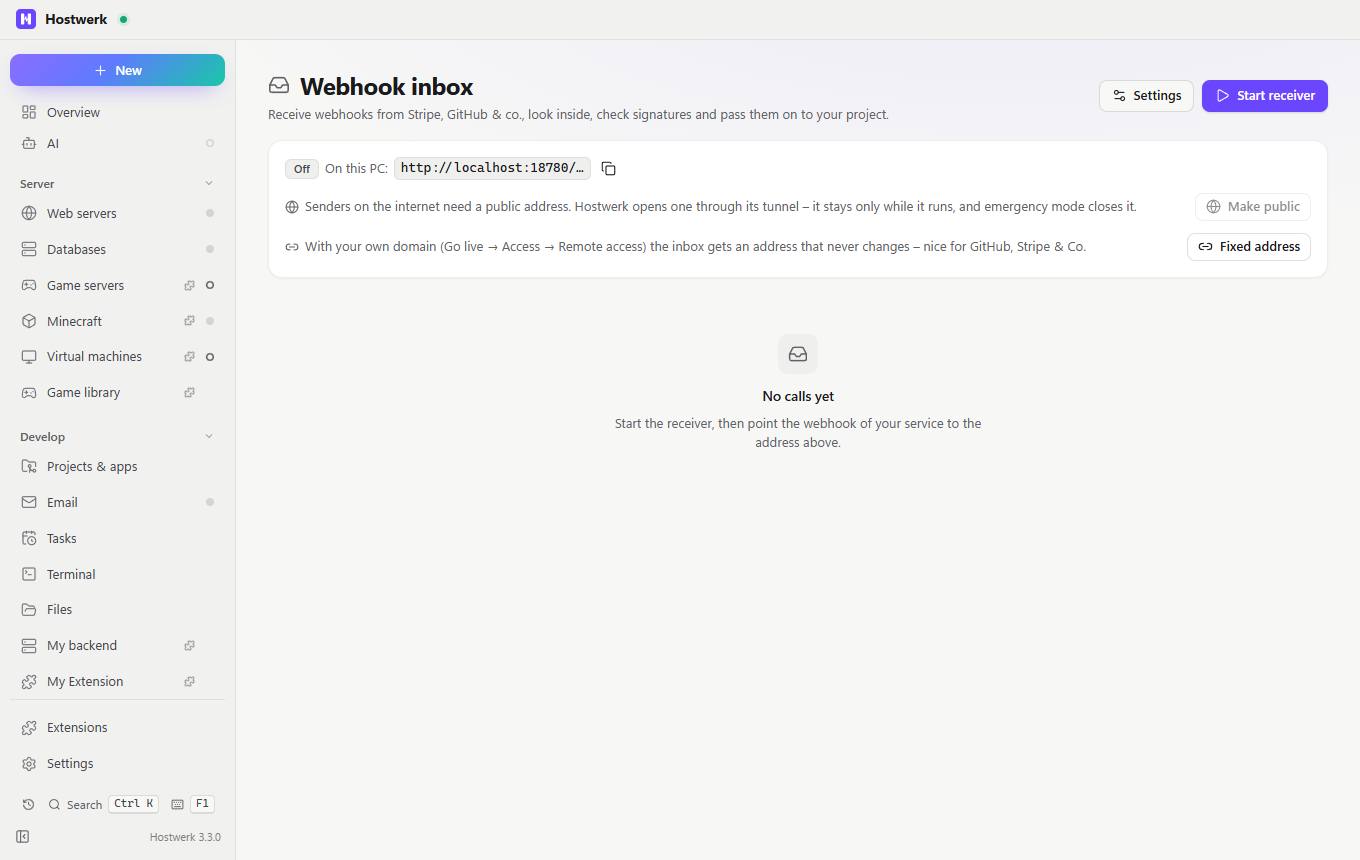 Hostwerk
New
Overview
AI
Server
Web servers
Databases
Game servers
Minecraft
Virtual machines
Game library
Develop
Projects & apps
Email
Tasks
Terminal
Files
My backend
My Extension
Extensions
Settings
Search Ctrl K F1
Hostwerk 3.3.0
Webhook inbox
Receive webhooks from Stripe, GitHub & co., look inside, check signatures and pass them on to your project.
Settings
Start receiver
Off On this PC: http://localhost:18780/…
Senders on the internet need a public address. Hostwerk opens one through its tunnel – it stays only while it runs, and emergency mode closes it.
Make public
With your own domain (Go live → Access → Remote access) the inbox gets an address that never changes – nice for GitHub, Stripe & Co.
Fixed address
No calls yet
Start the receiver, then point the webhook of your service to the
address above.